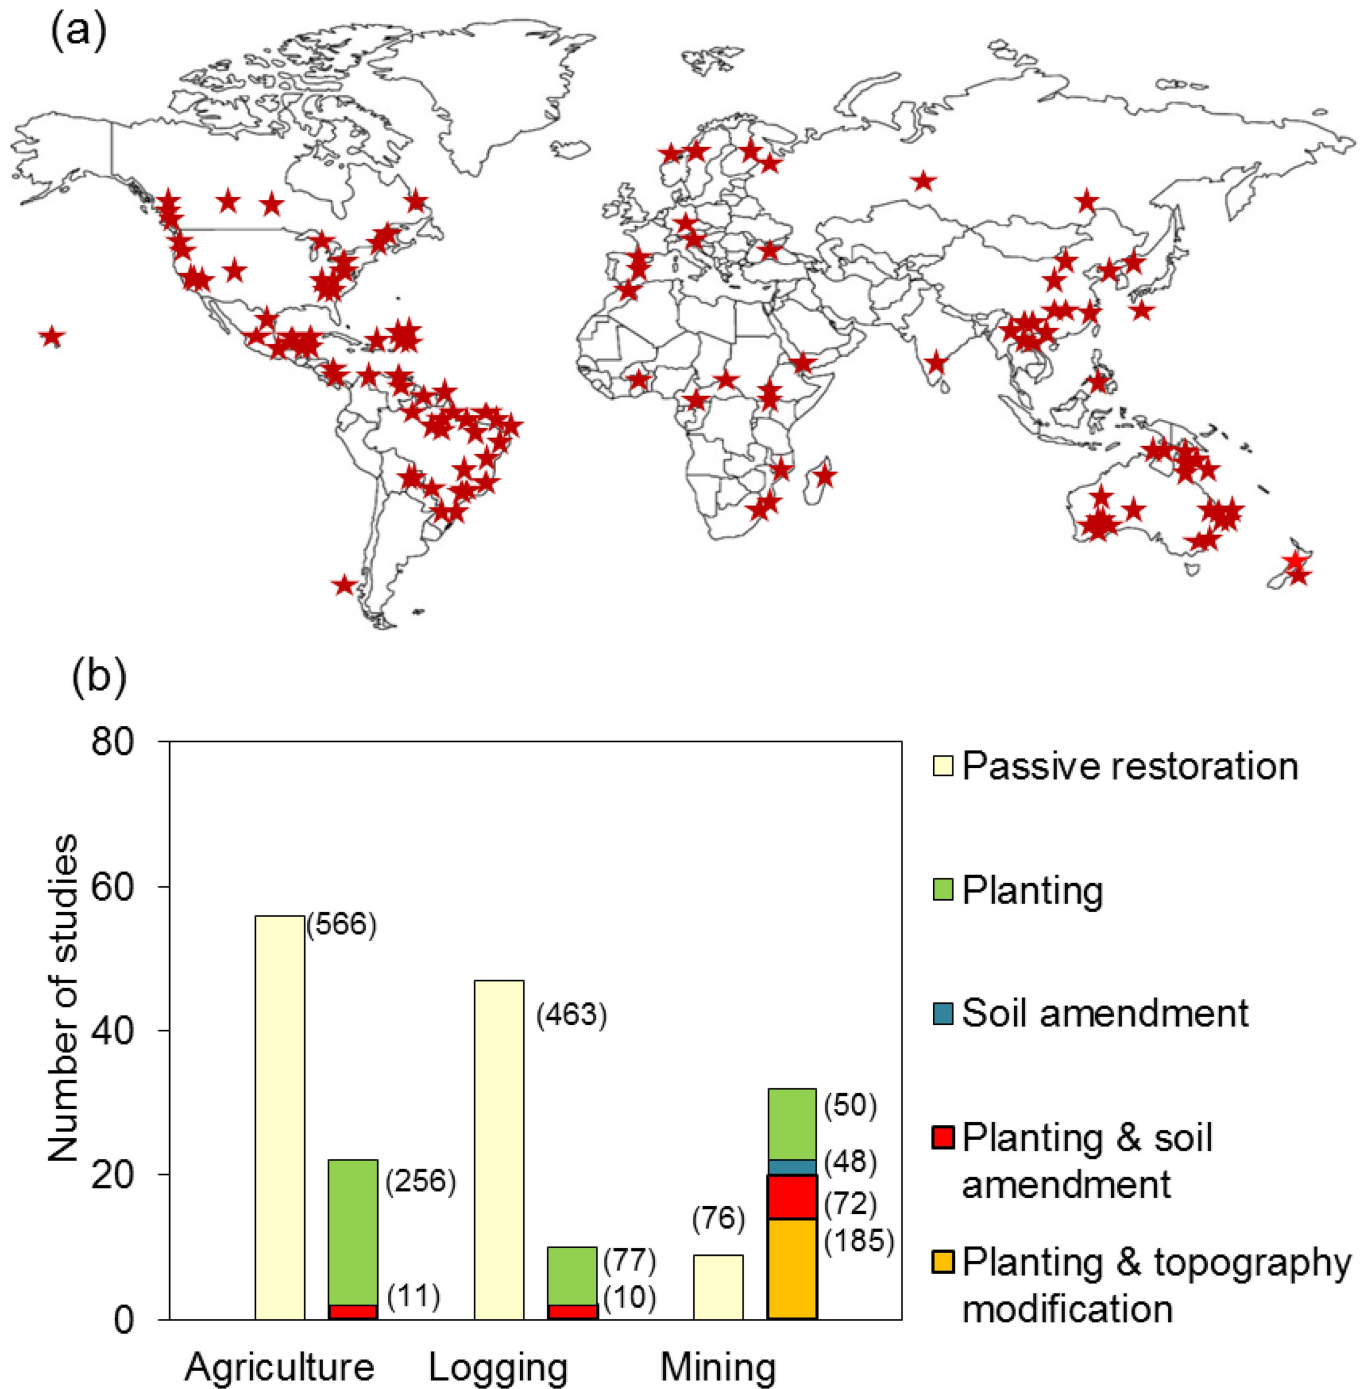 (a)
(b)
80
60
40
20
0
Number of studies
(566)
(256)
(11)
(463)
(77)
(10)
(76)
(50)
(48)
(72)
(185)
Agriculture
Logging
Mining
Passive restoration
Planting
Soil amendment
Planting & soil
amendment
Planting & topography
modification